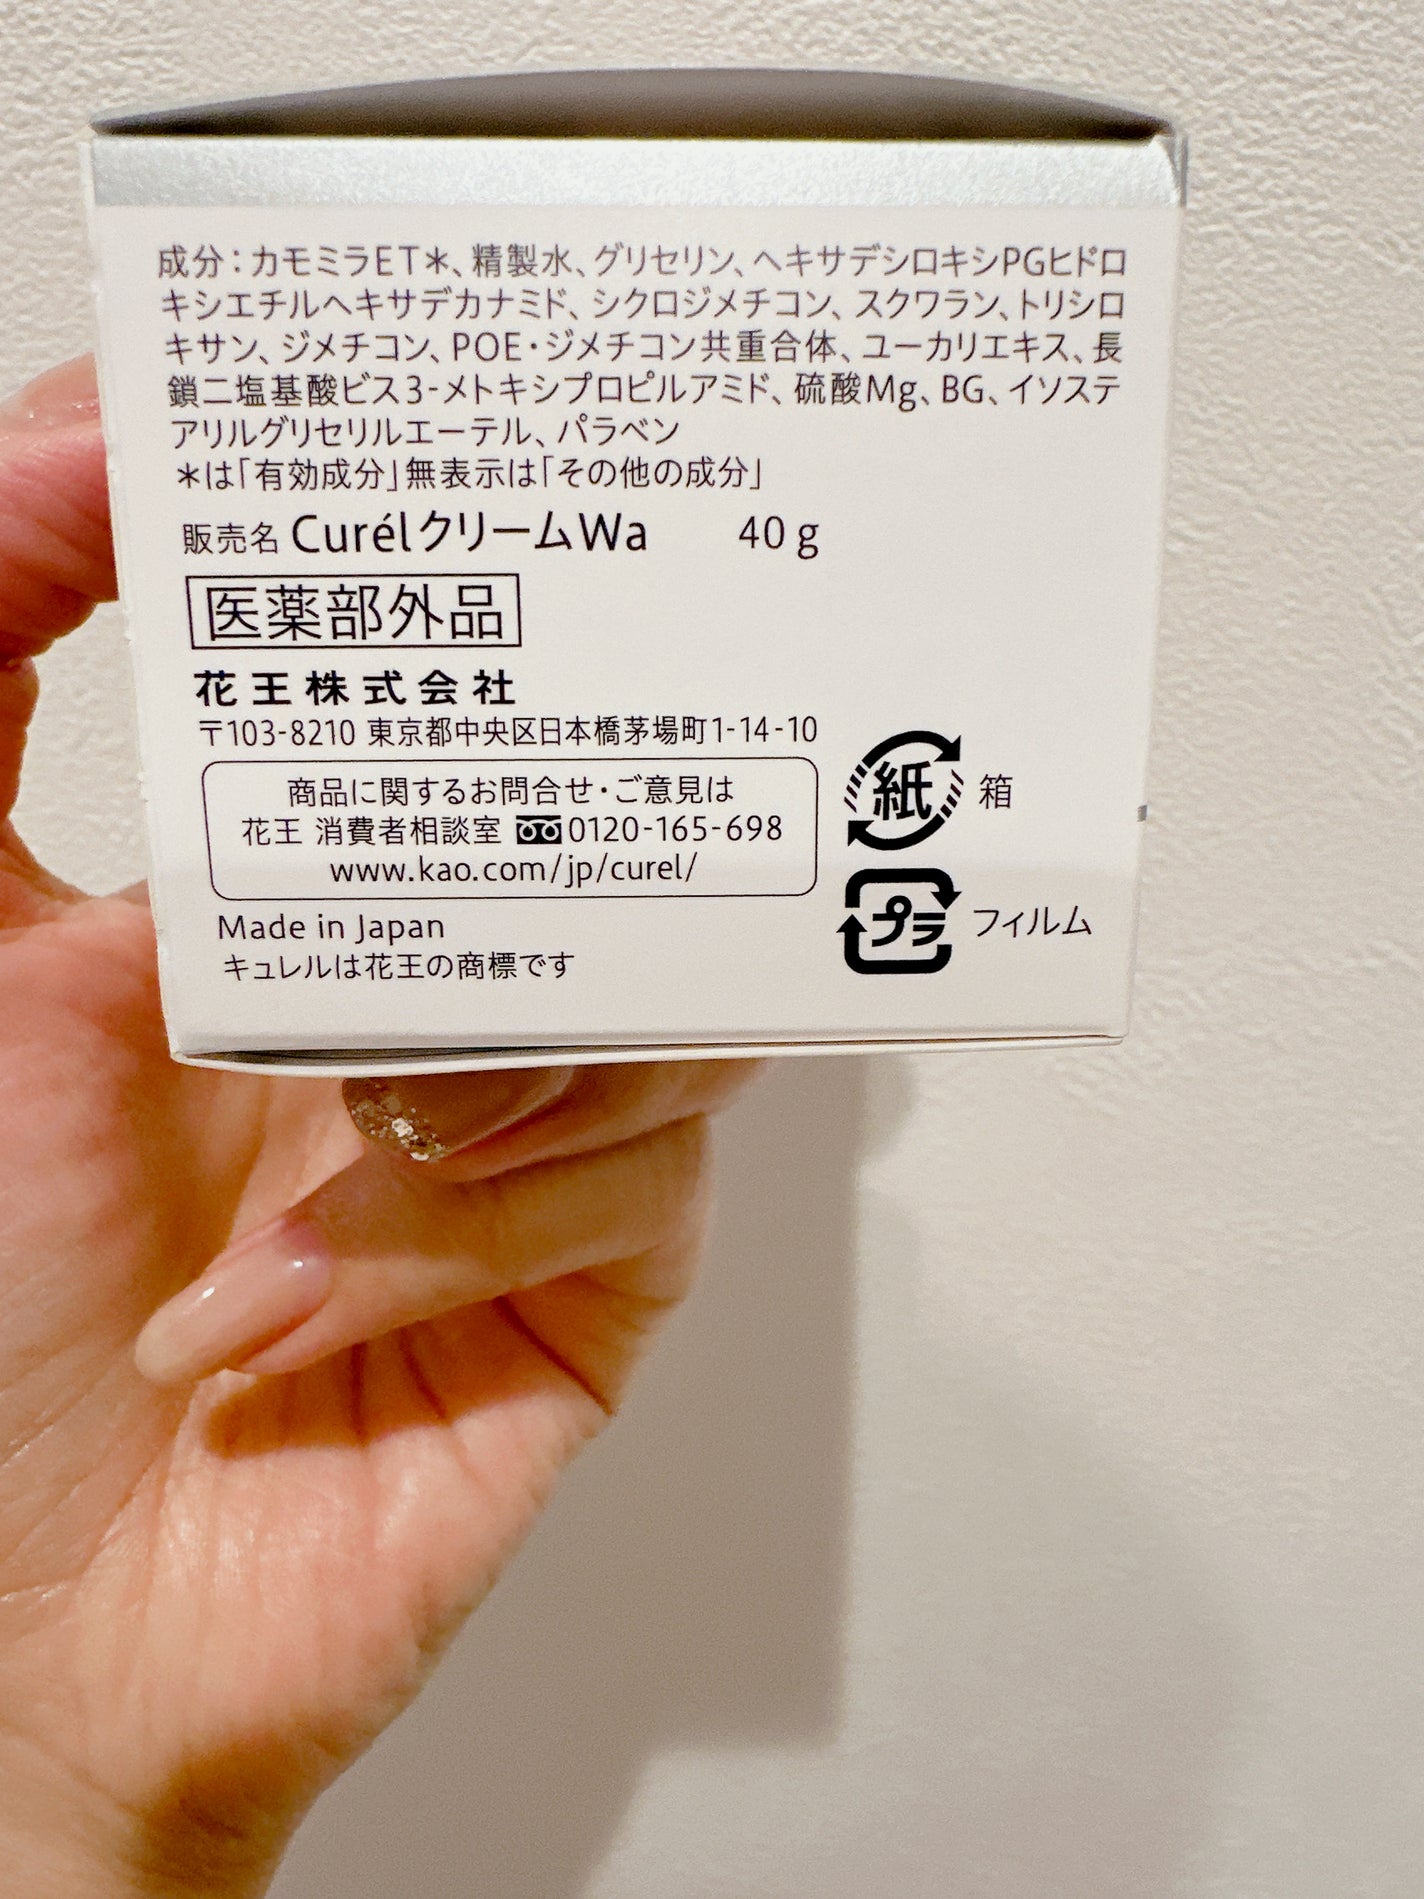 成分：カモミラET＊、精製水、グリセリン、ヘキサデシロキシPGヒドロ
キシエチルヘキサデカナミド、シクロジメチコン、スクワラン、トリシロ
キサン、ジメチコン、POE・ジメチコン共重合体、ユーカリエキス、長
鎖二塩基酸ビス3-メトキシプロピルアミド、硫酸Mg、BG、イソステ
アリルグリセリルエーテル、パラベン
＊は「有効成分」無表示は「その他の成分」
販売名 CurélクリームWa 40 g
医薬部外品
花王株式会社
〒103-8210 東京都中央区日本橋茅場町1-14-10
商品に関するお問合せ・ご意見は
花王 消費者相談室 0120-165-698
www.kao.com/jp/curel/
紙 箱
プラ フィルム
Made in Japan
キュレルは花王の商標です